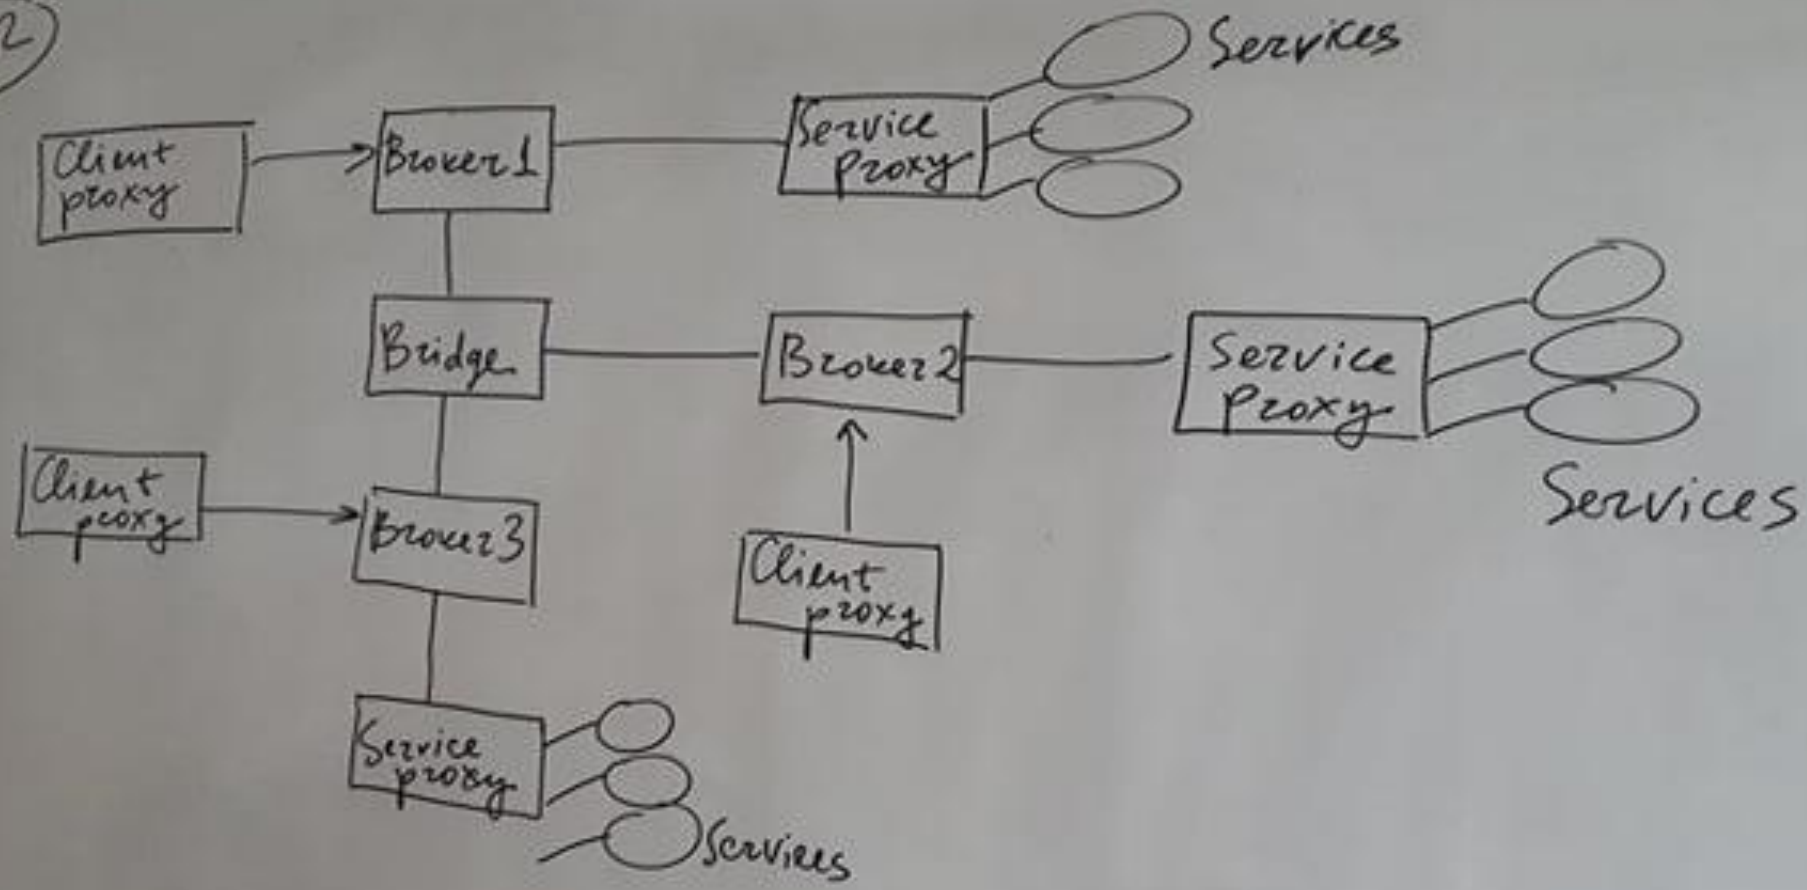 2
Services
Client
proxy
Broker1
Service
proxy
Bridge
Broker2
Service
proxy
Services
Client
proxy
Broker3
Client
proxy
Service
proxy
Services